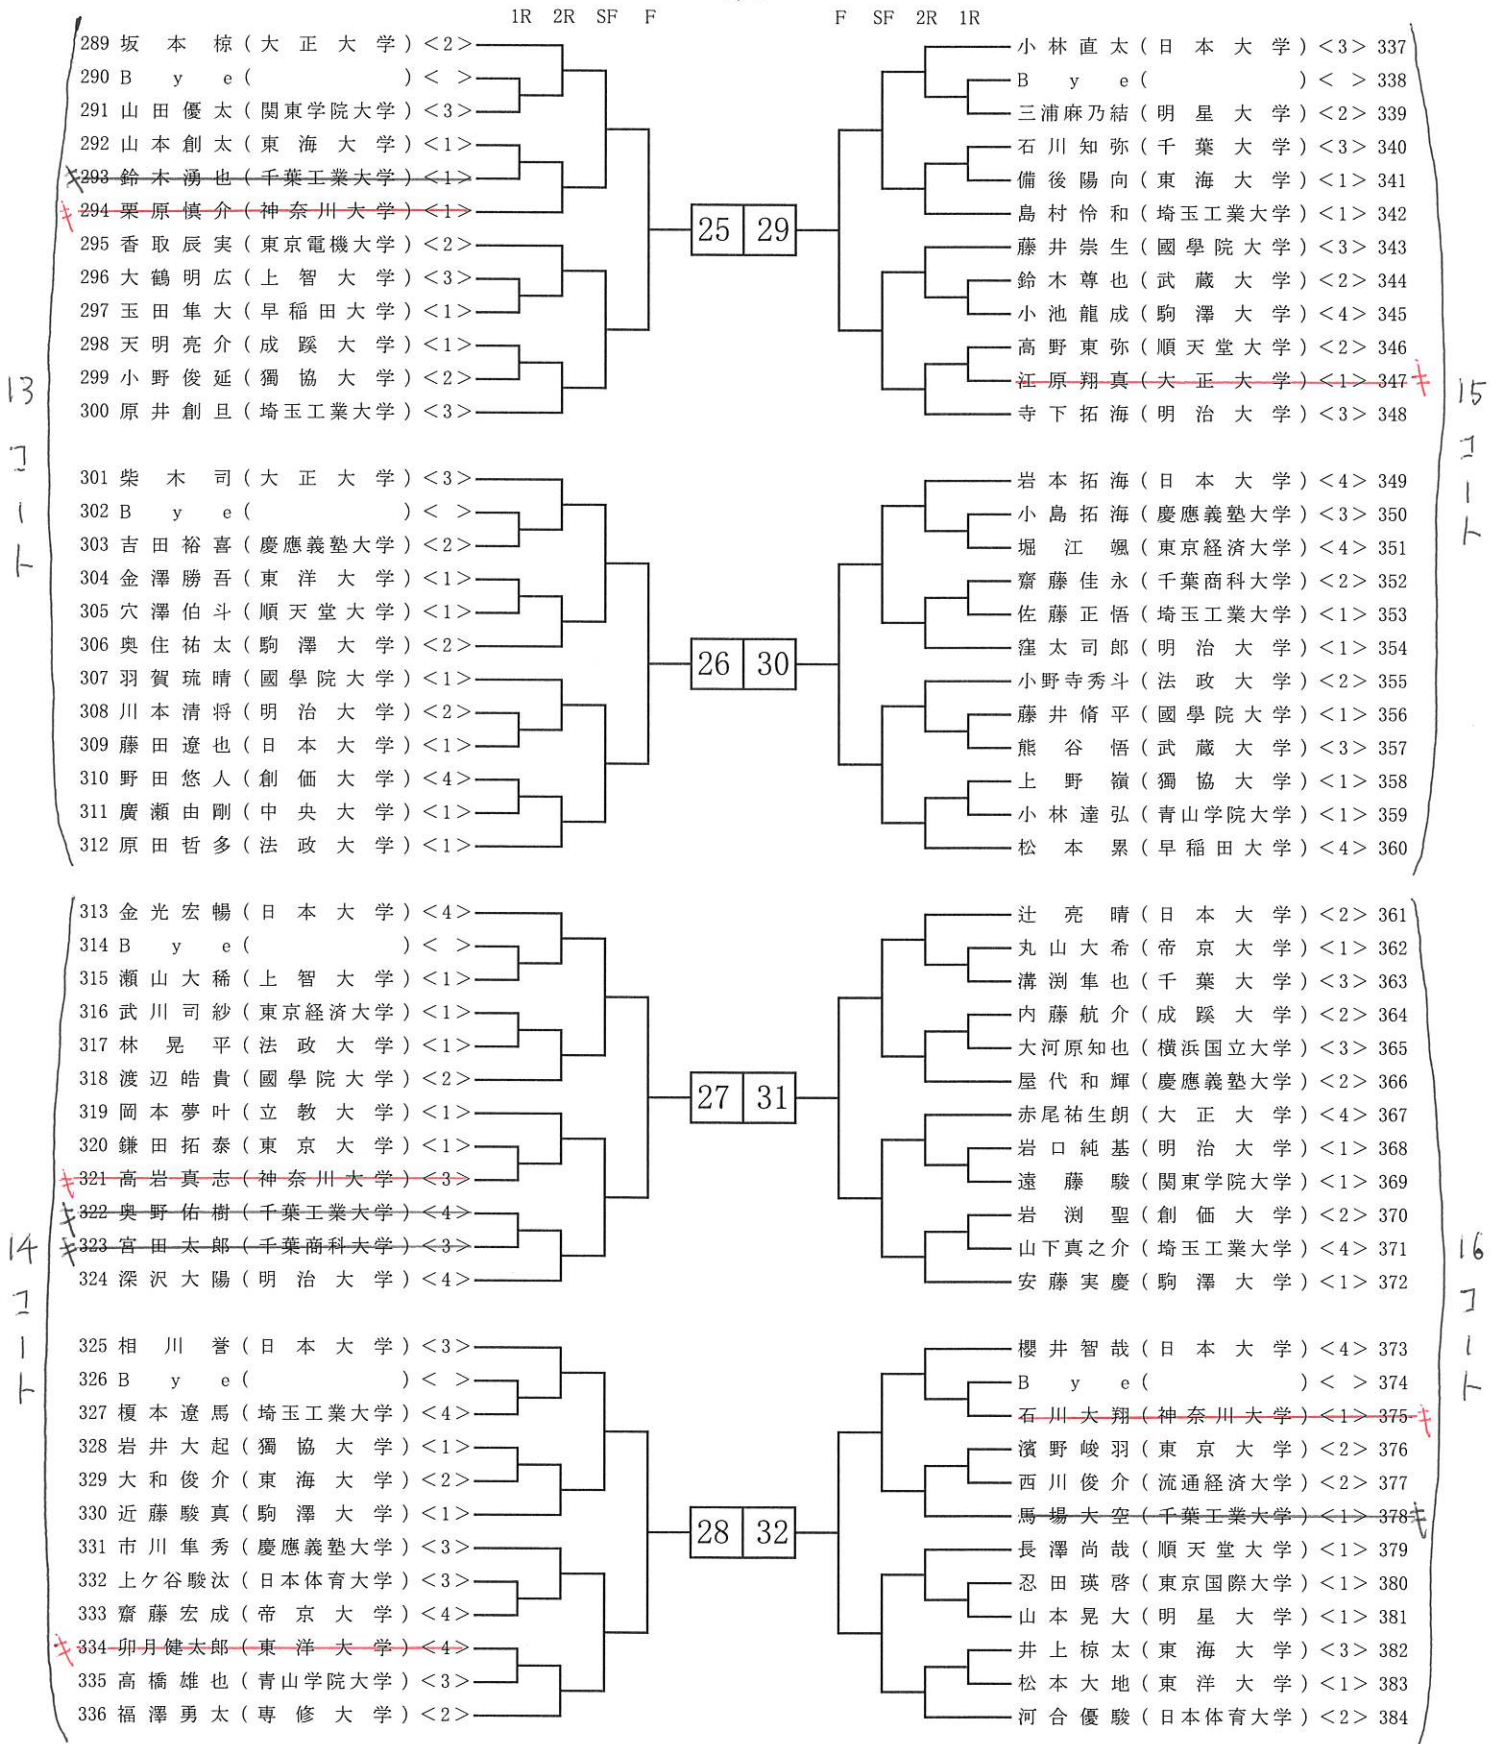 1R 2R SF F
289 坂本椋 (大正大学) <2>
290 Bye ( ) < >
291 山田優太 (関東学院大学) <3>
292 山本創太 (東海大学) <1>
キ 293 鈴木湧也 (千葉工業大学) <1>
キ 294 栗原慎介 (神奈川大学) <1>
295 香取辰実 (東京電機大学) <2>
296 大鶴明広 (上智大学) <3>
297 玉田隼大 (早稲田大学) <1>
298 天明亮介 (成蹊大学) <1>
299 小野俊延 (獨協大学) <2>
300 原井創旦 (埼玉工業大学) <3>
25
13コート
301 柴木司 (大正大学) <3>
302 Bye ( ) < >
303 吉田裕喜 (慶應義塾大学) <2>
304 金澤勝吾 (東洋大学) <1>
305 穴澤伯斗 (順天堂大学) <1>
306 奥住祐太 (駒澤大学) <2>
307 羽賀琉晴 (國學院大学) <1>
308 川本清将 (明治大学) <2>
309 藤田遼也 (日本大学) <1>
310 野田悠人 (創価大学) <4>
311 廣瀬由剛 (中央大学) <1>
312 原田哲多 (法政大学) <1>
26
313 金光宏暢 (日本大学) <4>
314 Bye ( ) < >
315 瀬山大稀 (上智大学) <1>
316 武川司紗 (東京経済大学) <1>
317 林晃平 (法政大学) <1>
318 渡辺皓貴 (國學院大学) <2>
319 岡本夢叶 (立教大学) <1>
320 鎌田拓泰 (東京大学) <1>
キ 321 高岩真志 (神奈川大学) <3>
キ 322 奥野佑樹 (千葉工業大学) <4>
キ 323 宮田太郎 (千葉商科大学) <3>
324 深沢大陽 (明治大学) <4>
27
14コート
325 相川誉 (日本大学) <3>
326 Bye ( ) < >
327 榎本遼馬 (埼玉工業大学) <4>
328 岩井大起 (獨協大学) <1>
329 大和俊介 (東海大学) <2>
330 近藤駿真 (駒澤大学) <1>
331 市川隼秀 (慶應義塾大学) <3>
332 上ケ谷駿汰 (日本体育大学) <3>
333 齋藤宏成 (帝京大学) <4>
キ 334 卯月健太郎 (東洋大学) <4>
335 高橋雄也 (青山学院大学) <3>
336 福澤勇太 (専修大学) <2>
28
F SF 2R 1R
小林直太 (日本大学) <3> 337
Bye ( ) < > 338
三浦麻乃結 (明星大学) <2> 339
石川知弥 (千葉大学) <3> 340
備後陽向 (東海大学) <1> 341
島村怜和 (埼玉工業大学) <1> 342
藤井崇生 (國學院大学) <3> 343
鈴木尊也 (武蔵大学) <2> 344
小池龍成 (駒澤大学) <4> 345
高野東弥 (順天堂大学) <2> 346
江原翔真 (大正大学) <1> 347 キ
寺下拓海 (明治大学) <3> 348
29
15コート
岩本拓海 (日本大学) <4> 349
小島拓海 (慶應義塾大学) <3> 350
堀江颯 (東京経済大学) <4> 351
齋藤佳永 (千葉商科大学) <2> 352
佐藤正悟 (埼玉工業大学) <1> 353
窪太司郎 (明治大学) <1> 354
小野寺秀斗 (法政大学) <2> 355
藤井脩平 (國學院大学) <1> 356
熊谷悟 (武蔵大学) <3> 357
上野嶺 (獨協大学) <1> 358
小林達弘 (青山学院大学) <1> 359
松本累 (早稲田大学) <4> 360
30
辻亮晴 (日本大学) <2> 361
丸山大希 (帝京大学) <1> 362
溝渕隼也 (千葉大学) <3> 363
内藤航介 (成蹊大学) <2> 364
大河原知也 (横浜国立大学) <3> 365
屋代和輝 (慶應義塾大学) <2> 366
赤尾祐生朗 (大正大学) <4> 367
岩口純基 (明治大学) <1> 368
遠藤駿 (関東学院大学) <1> 369
岩渕聖 (創価大学) <2> 370
山下真之介 (埼玉工業大学) <4> 371
安藤実慶 (駒澤大学) <1> 372
31
16コート
櫻井智哉 (日本大学) <4> 373
Bye ( ) < > 374
石川大翔 (神奈川大学) <1> 375 キ
濱野峻羽 (東京大学) <2> 376
西川俊介 (流通経済大学) <2> 377
馬場大空 (千葉工業大学) <1> 378 キ
長澤尚哉 (順天堂大学) <1> 379
忍田瑛啓 (東京国際大学) <1> 380
山本晃大 (明星大学) <1> 381
井上椋太 (東海大学) <3> 382
松本大地 (東洋大学) <1> 383
河合優駿 (日本体育大学) <2> 384
32